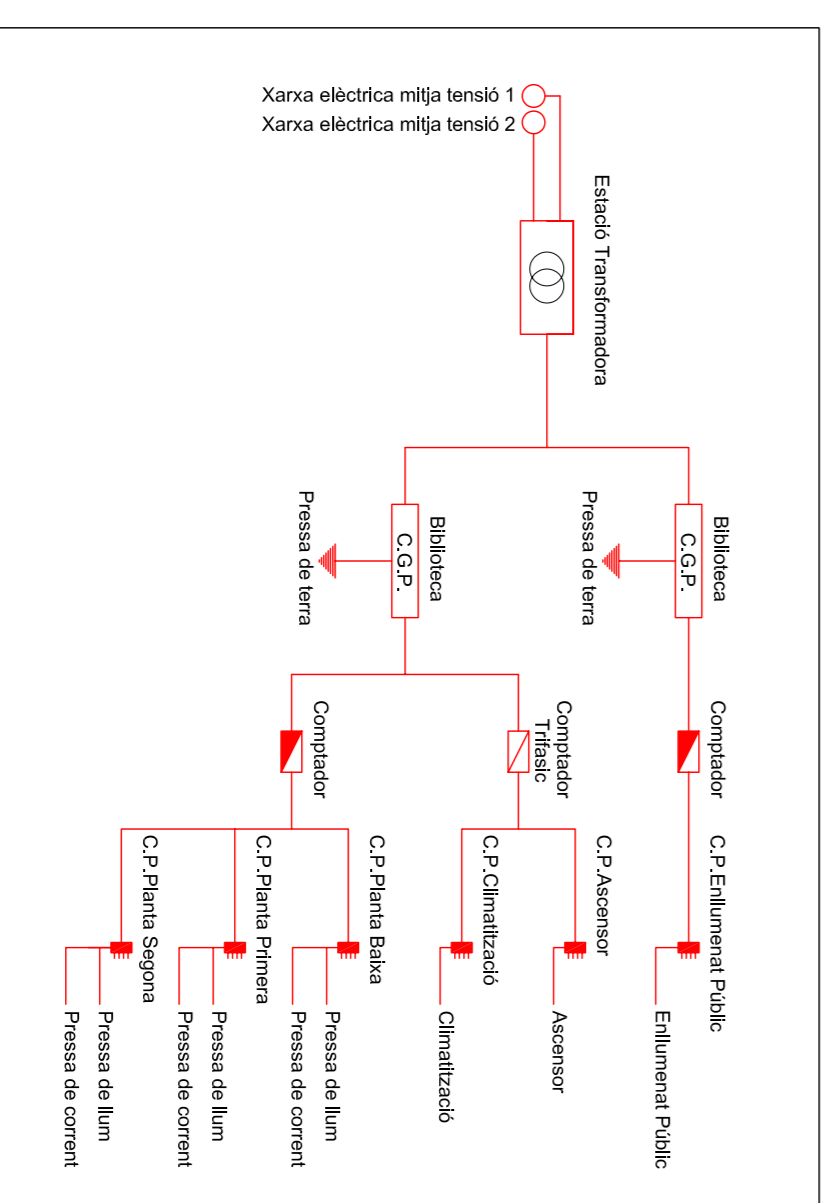 Xarxa elèctrica mitja tensió 1
Xarxa elèctrica mitja tensió 2
Estació Transformadora
Biblioteca
C.G.P.
Pressa de terra
Biblioteca
C.G.P.
Pressa de terra
Comptador
Comptador
Trifasic
Comptador
C.P.Enllumenat Públic
C.P.Ascensor
C.P.Climatització
C.P.Planta Baixa
C.P.Planta Primera
C.P.Planta Segona
Enllumenat Públic
Ascensor
Climatització
Pressa de llum
Pressa de corrent
Pressa de llum
Pressa de corrent
Pressa de llum
Pressa de corrent